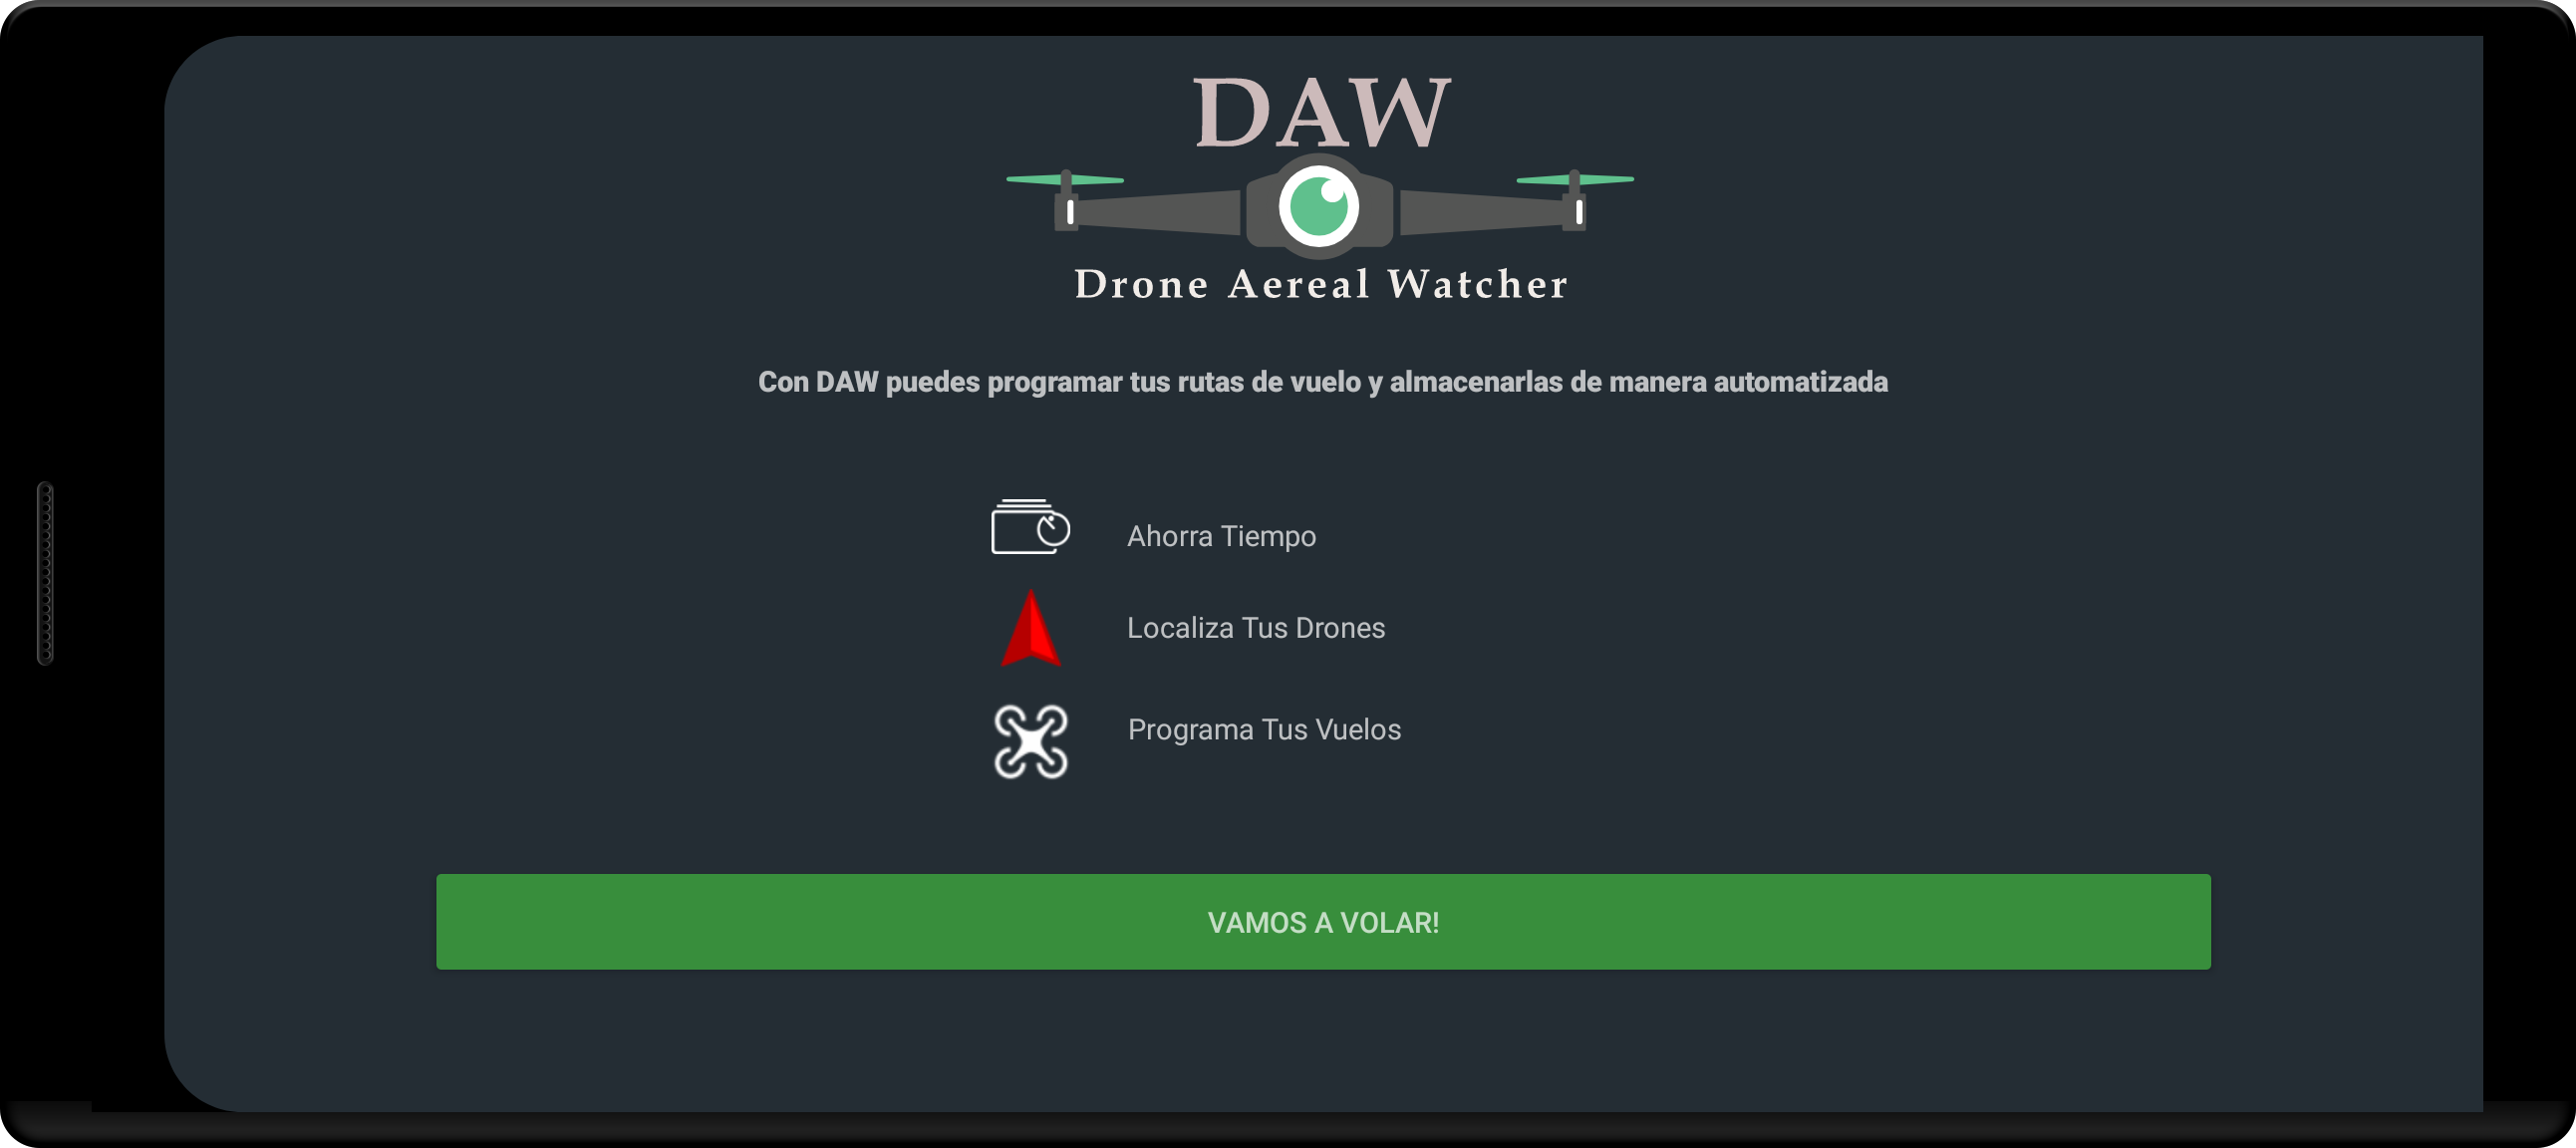 DAW
Drone Aereal Watcher
Con DAW puedes programar tus rutas de vuelo y almacenarlas de manera automatizada
Ahorra Tiempo
Localiza Tus Drones
Programa Tus Vuelos
VAMOS A VOLAR!